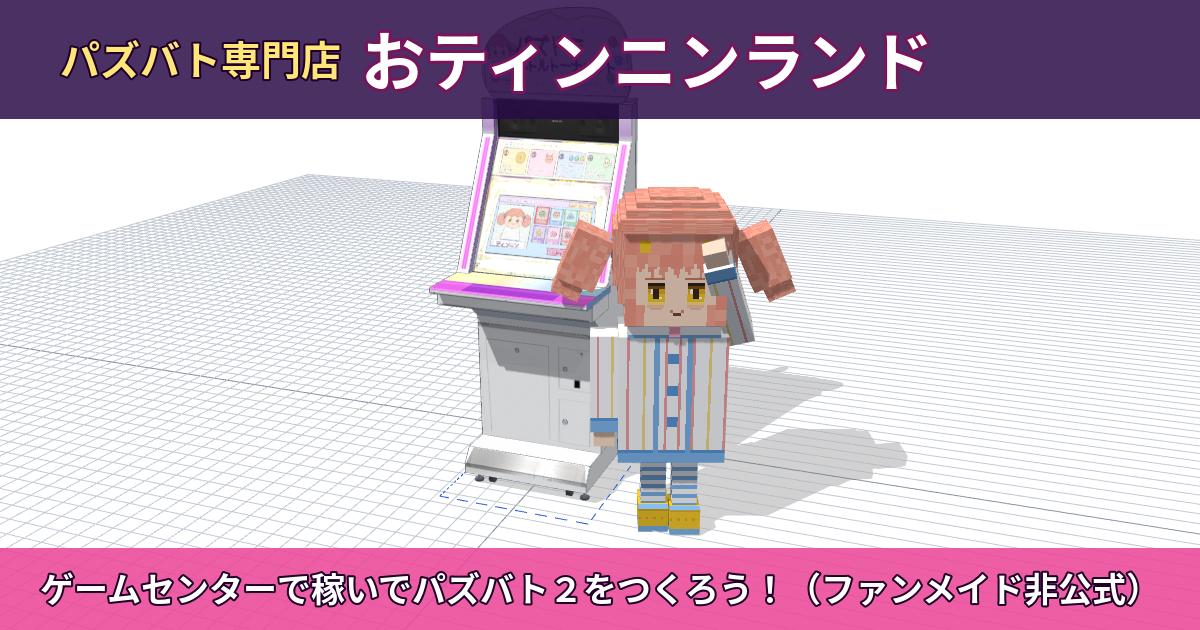 パズバト専門店 おティンニンランド
ゲームセンターで稼いでパズバト２をつくろう！（ファンメイド非公式）